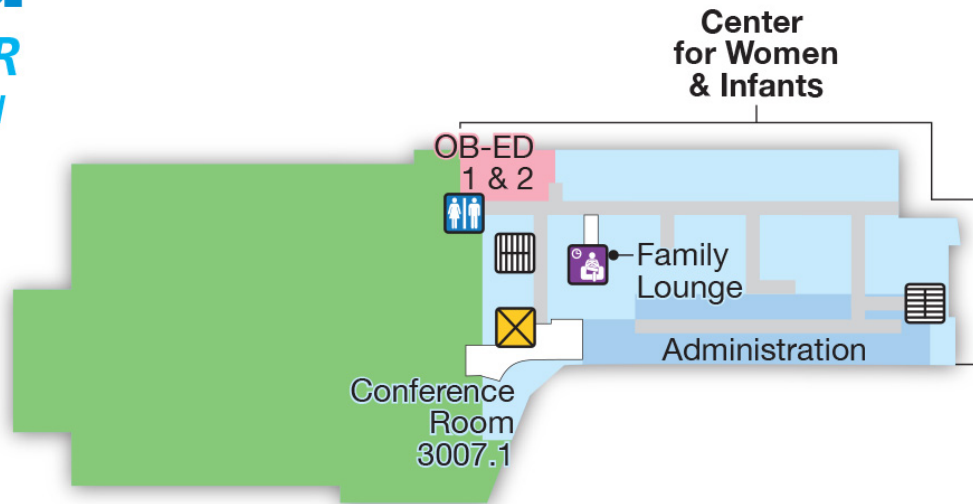 R
Center
for Women
& Infants
OB-ED
1 & 2
Family
Lounge
Administration
Conference
Room
3007.1